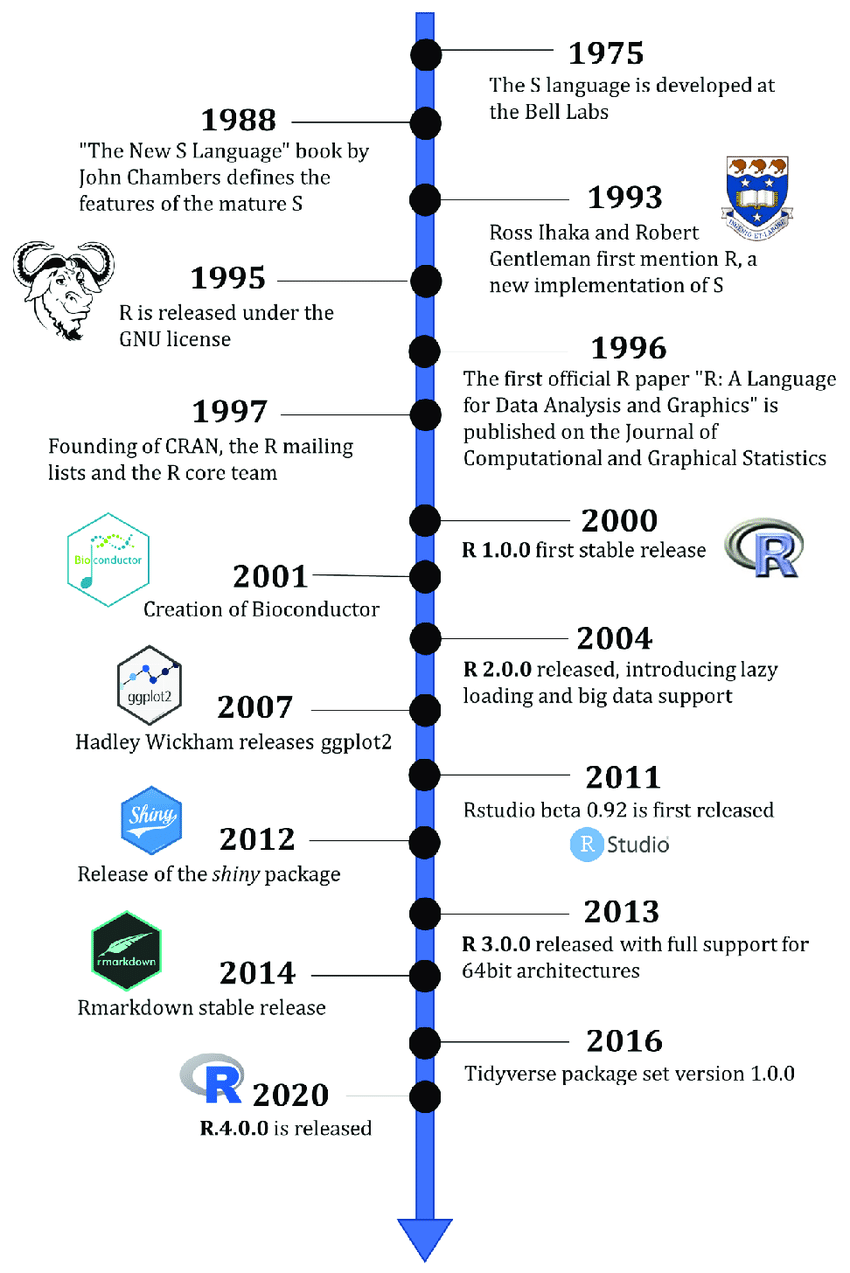 1975
The S language is developed at
the Bell Labs
1988
"The New S Language" book by
John Chambers defines the
features of the mature S
1993
INGENIO ET LABORE
Ross Ihaka and Robert
Gentleman first mention R, a
new implementation of S
1995
R is released under the
GNU license
1996
The first official R paper "R: A Language
for Data Analysis and Graphics" is
published on the Journal of
Computational and Graphical Statistics
1997
Founding of CRAN, the R mailing
lists and the R core team
2000
R 1.0.0 first stable release
R
Bioconductor
2001
Creation of Bioconductor
2004
R 2.0.0 released, introducing lazy
loading and big data support
ggplot2
2007
Hadley Wickham releases ggplot2
2011
Rstudio beta 0.92 is first released
R Studio
Shiny
2012
Release of the shiny package
2013
R 3.0.0 released with full support for
64bit architectures
rmarkdown
2014
Rmarkdown stable release
2016
Tidyverse package set version 1.0.0
R
2020
R.4.0.0 is released